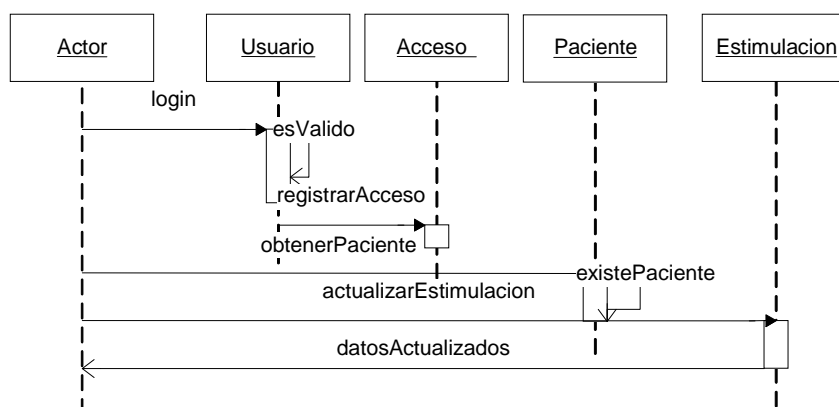 Actor Usuario Acceso Paciente Estimulacion
login
esValido
registrarAcceso
obtenerPaciente
existePaciente
actualizarEstimulacion
datosActualizados